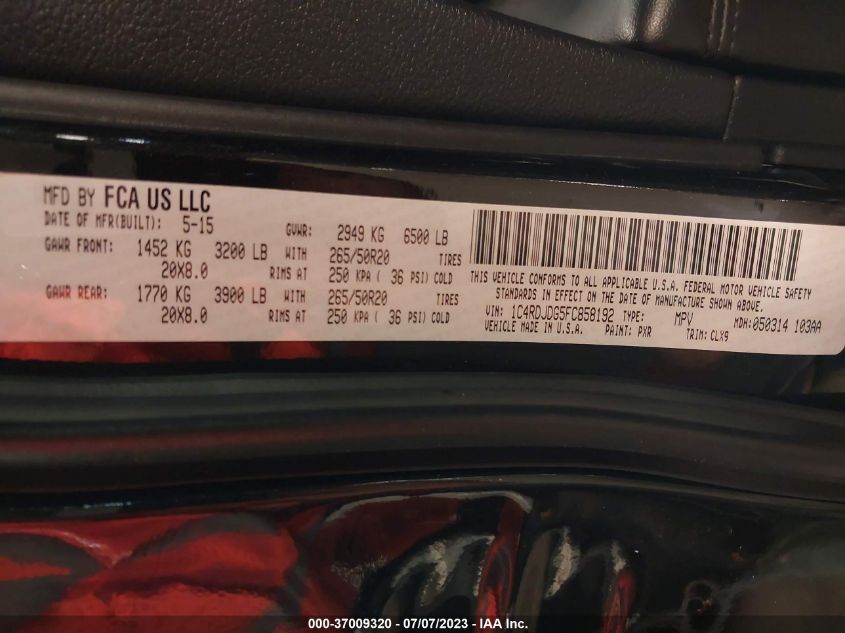 MFD BY FCA US LLC
DATE OF MFR(BUILT): 5-15 GVWR: 2949 KG 6500 LB
GAWR FRONT: 1452 KG 3200 LB WITH 265/50R20 TIRES
20X8.0 RIMS AT 250 KPA ( 36 PSI) COLD
GAWR REAR: 1770 KG 3900 LB WITH 265/50R20 TIRES
20X8.0 RIMS AT 250 KPA ( 36 PSI) COLD
THIS VEHICLE CONFORMS TO ALL APPLICABLE U.S.A. FEDERAL MOTOR VEHICLE SAFETY
STANDARDS IN EFFECT ON THE DATE OF MANUFACTURE SHOWN ABOVE.
VIN: 1C4RDJDG5FC858192 TYPE: MPV MDH: 050314 103AA
VEHICLE MADE IN U.S.A. PAINT: PXR TRIM: CLX9
000-37009320 / 07/07/2023 - IAA Inc.